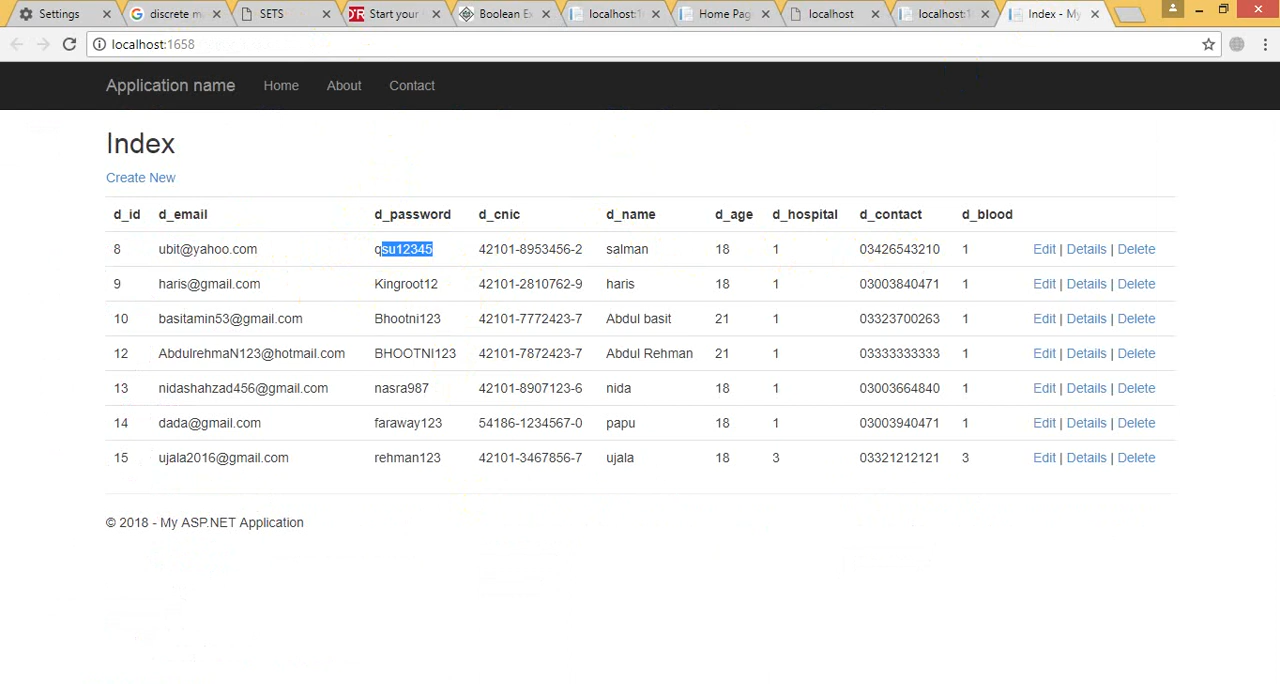 Settings discrete m SETS Start your Boolean Ex localhost:1 Home Pag localhost localhost:1 Index - My
localhost:1658
Application name Home About Contact
Index
Create New
d_id d_email d_password d_cnic d_name d_age d_hospital d_contact d_blood
8 ubit@yahoo.com qsu12345 42101-8953456-2 salman 18 1 03426543210 1 Edit | Details | Delete
9 haris@gmail.com Kingroot12 42101-2810762-9 haris 18 1 03003840471 1 Edit | Details | Delete
10 basitamin53@gmail.com Bhootni123 42101-7772423-7 Abdul basit 21 1 03323700263 1 Edit | Details | Delete
12 AbdulrehmaN123@hotmail.com BHOOTNI123 42101-7872423-7 Abdul Rehman 21 1 03333333333 1 Edit | Details | Delete
13 nidashahzad456@gmail.com nasra987 42101-8907123-6 nida 18 1 03003664840 1 Edit | Details | Delete
14 dada@gmail.com faraway123 54186-1234567-0 papu 18 1 03003940471 1 Edit | Details | Delete
15 ujala2016@gmail.com rehman123 42101-3467856-7 ujala 18 3 03321212121 3 Edit | Details | Delete
© 2018 - My ASP.NET Application